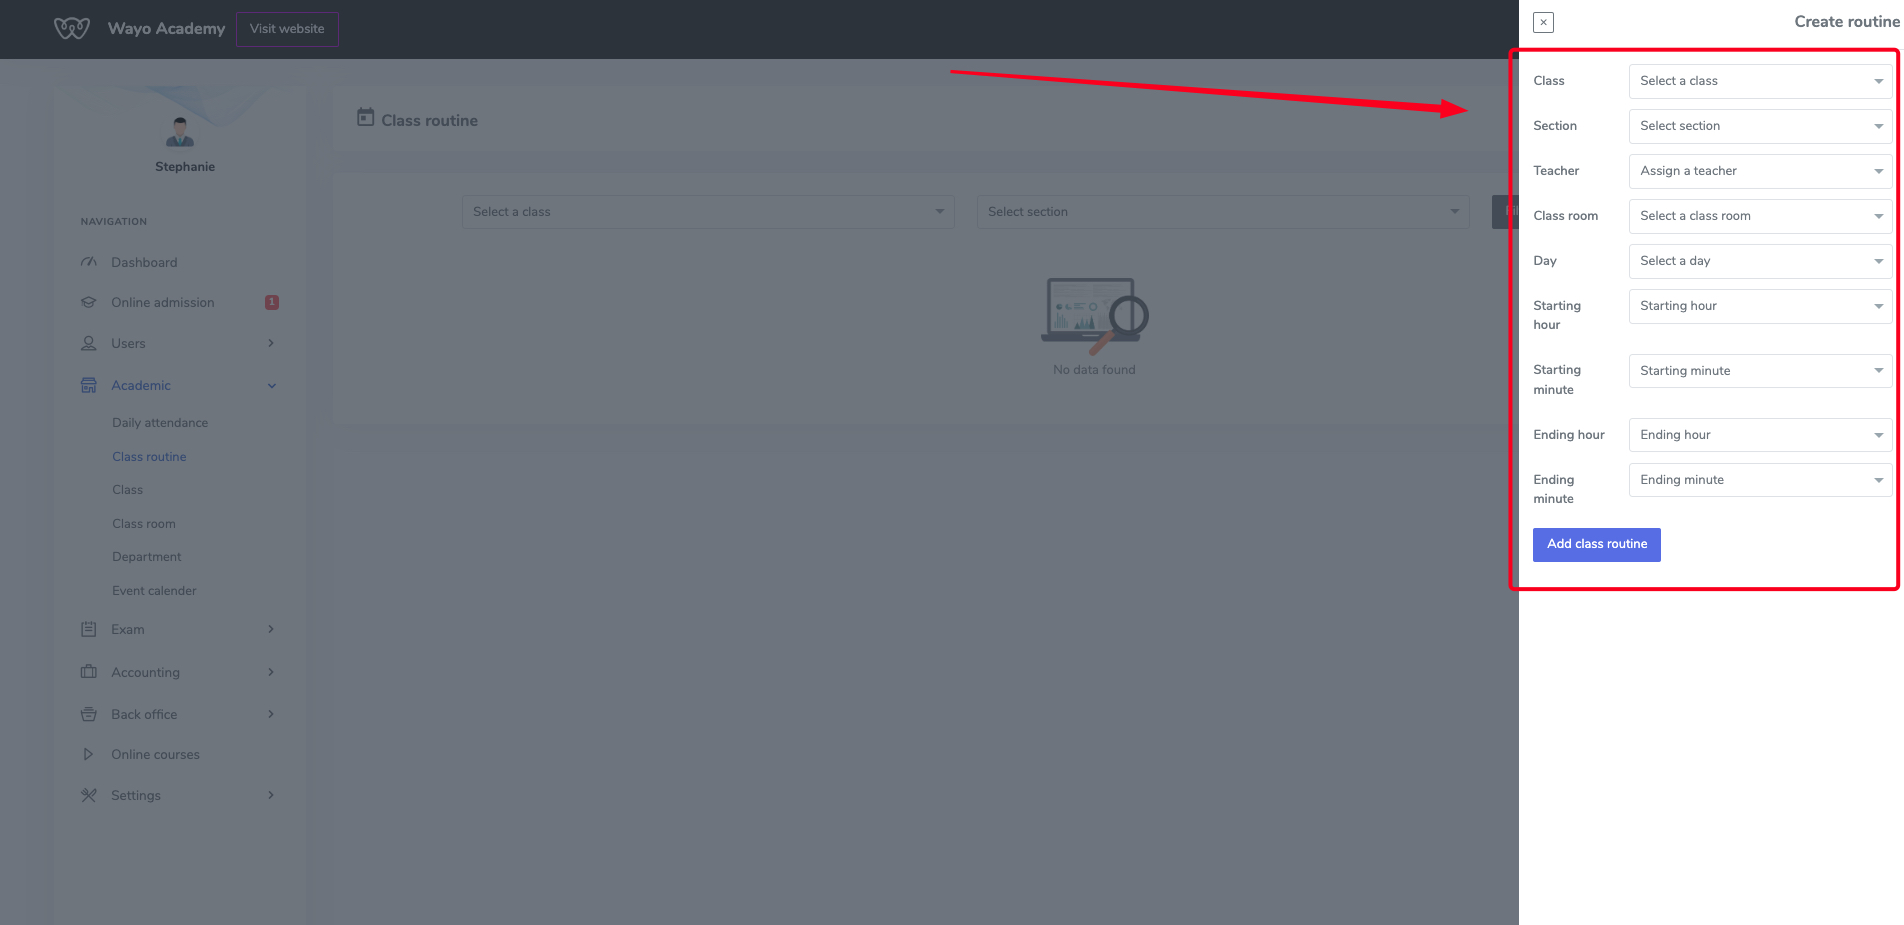 Wayo Academy
Visit website
Stephanie
NAVIGATION
Dashboard
Online admission
1
Users
Academic
Daily attendance
Class routine
Class
Class room
Department
Event calender
Exam
Accounting
Back office
Online courses
Settings
Class routine
Select a class
Select section
No data found
×
Create routine
Class
Select a class
Section
Select section
Teacher
Assign a teacher
Class room
Select a class room
Day
Select a day
Starting
hour
Starting hour
Starting
minute
Starting minute
Ending hour
Ending hour
Ending
minute
Ending minute
Add class routine